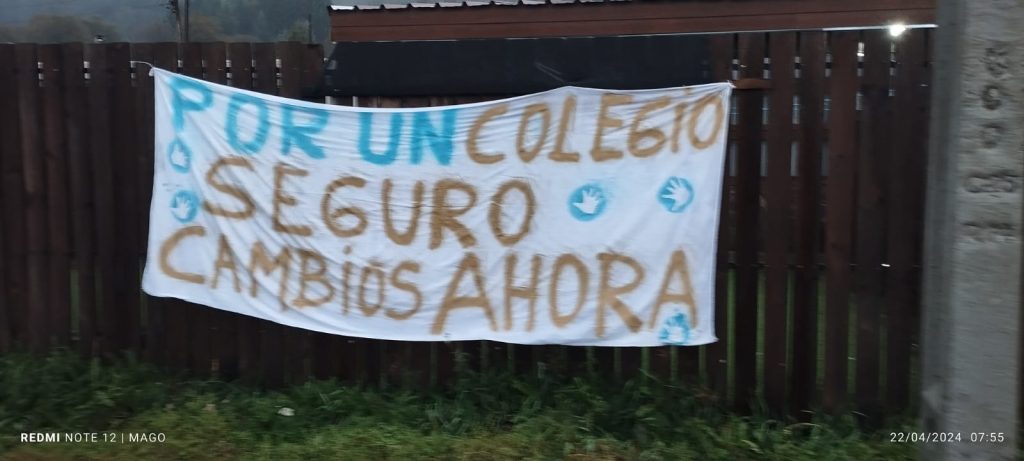 POR UN COLEGIO
SEGURO
CAMBIOS AHORA
REDMI NOTE 12 | MAGO
22/04/2024 07:55